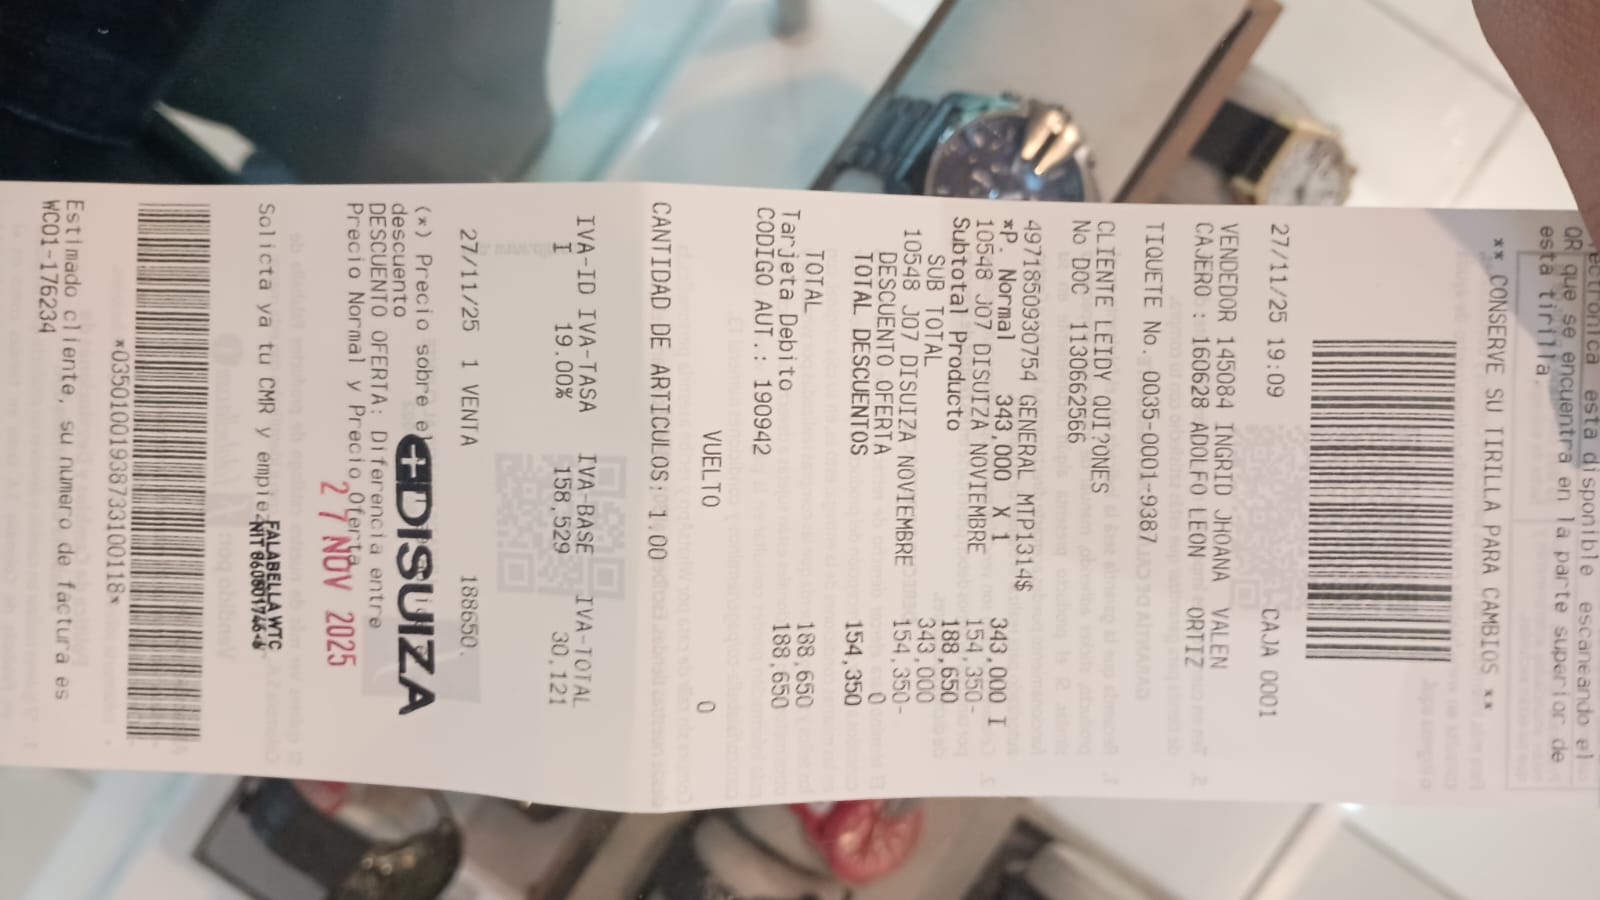 electronica esta disponible escaneando el
QR que se encuentra en la parte superior de
esta tirilla.
** CONSERVE SU TIRILLA PARA CAMBIOS **
27/11/25 19:09 CAJA 0001
VENDEDOR 145084 INGRID JHOANA VALEN
CAJERO : 160628 ADOLFO LEON ORTIZ
TIQUETE No. 0035-0001-9387
CLIENTE LEIDY QUI?ONES
No DOC 1130662566
4971850930754 GENERAL MTP1314$ 343,000 I
*P. Normal 343,000 X 1
10548 J07 DISUIZA NOVIEMBRE 154,350-
Subtotal Producto 188,650
SUB TOTAL 343,000
10548 J07 DISUIZA NOVIEMBRE 154,350-
DESCUENTO OFERTA 0
TOTAL DESCUENTOS 154,350
TOTAL 188,650
Tarjeta Debito 188,650
CODIGO AUT.: 190942
VUELTO 0
CANTIDAD DE ARTICULOS:1.00
IVA-ID IVA-TASA IVA-BASE IVA-TOTAL
I 19.00% 158,529 30,121
27/11/25 1 VENTA 188650.
(*) Precio sobre el
descuento
DESCUENTO OFERTA: Diferencia entre
Precio Normal y Precio Oferta
DISUIZA
27 NOV 2025
FALABELLA WTC
Solicta ya tu CMR y empie
*035010019387331100118*
Estimado cliente, su numero de factura es
WC01-176234